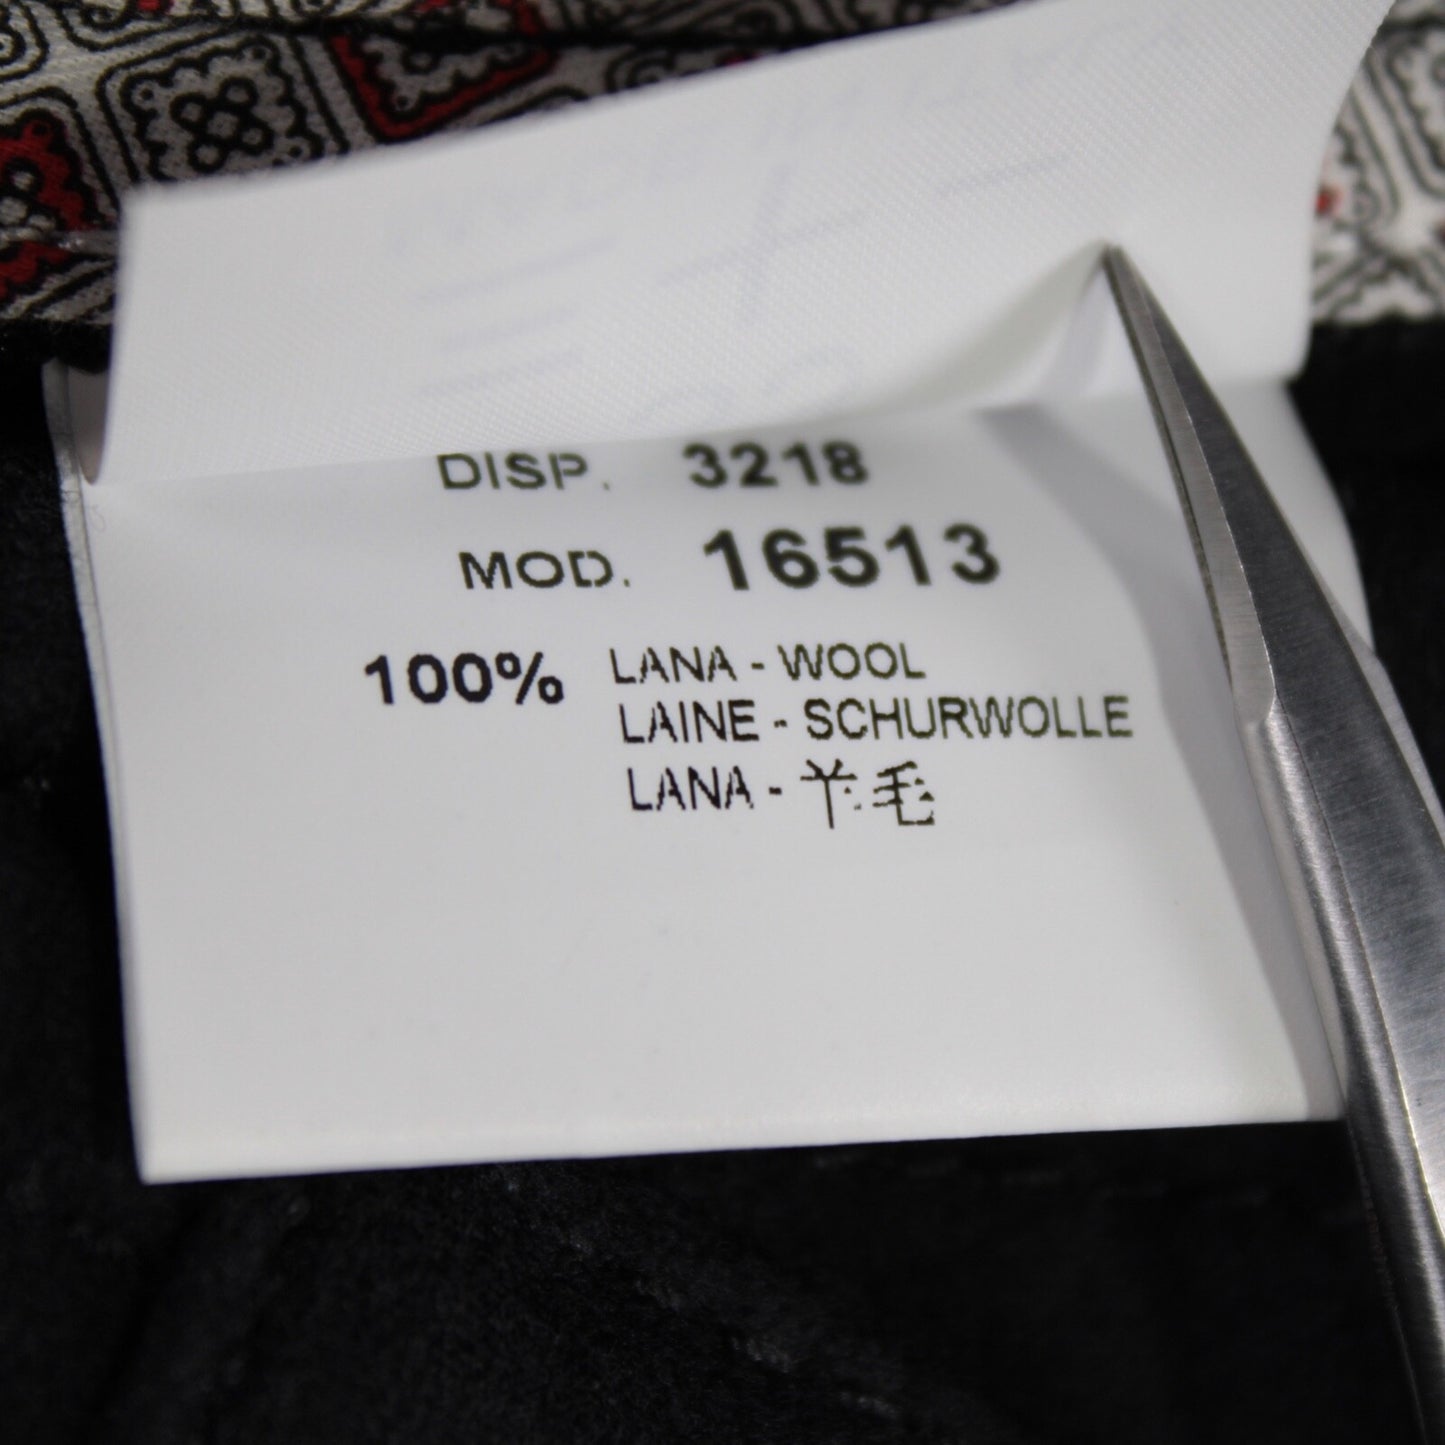 DISP. 3218
MOD. 16513
100% LANA - WOOL
LAINE - SCHURWOLLE
LANA - 羊毛